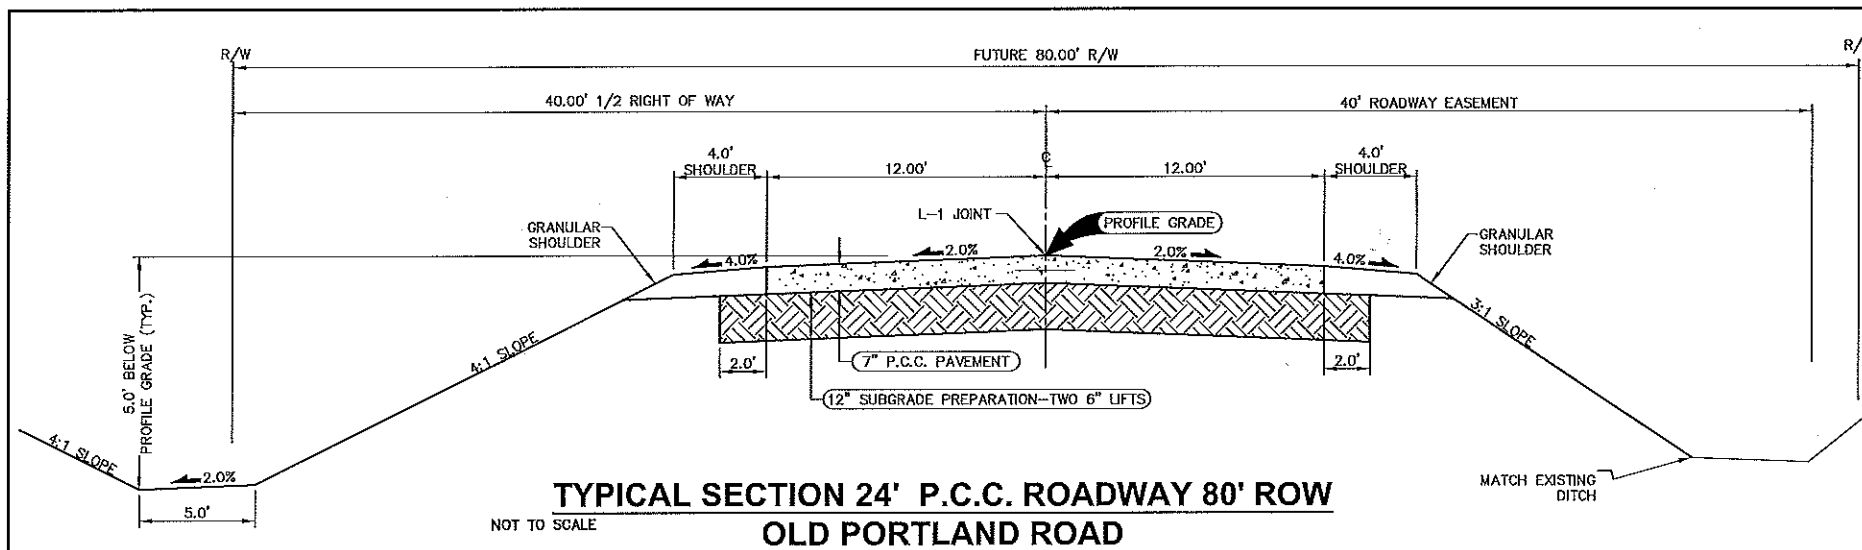 R/W
FUTURE 80.00' R/W
R/
40.00' 1/2 RIGHT OF WAY
40' ROADWAY EASEMENT
4.0'
SHOULDER
12.00'
℄
12.00'
4.0'
SHOULDER
L-1 JOINT
PROFILE GRADE
GRANULAR
SHOULDER
GRANULAR
SHOULDER
4.0%
2.0%
2.0%
4.0%
5.0' BELOW
PROFILE GRADE (TYP.)
4:1 SLOPE
3:1 SLOPE
2.0'
7" P.C.C. PAVEMENT
2.0'
12" SUBGRADE PREPARATION--TWO 6" LIFTS
4:1 SLOPE
2.0%
5.0'
MATCH EXISTING
DITCH
TYPICAL SECTION 24' P.C.C. ROADWAY 80' ROW
NOT TO SCALE
OLD PORTLAND ROAD